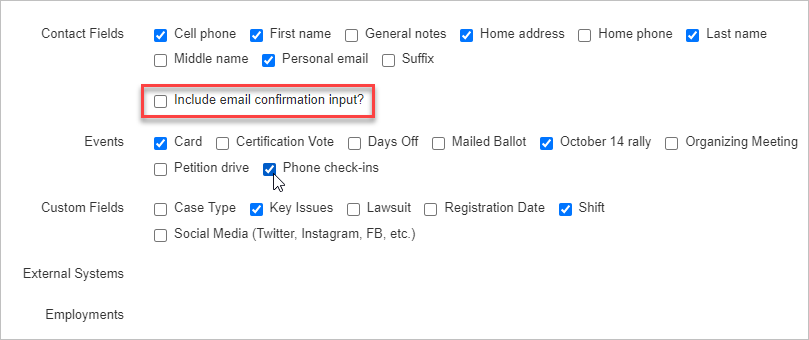 Contact Fields Cell phone First name General notes Home address Home phone Last name
Middle name Personal email Suffix
Include email confirmation input?
Events Card Certification Vote Days Off Mailed Ballot October 14 rally Organizing Meeting
Petition drive Phone check-ins
Custom Fields Case Type Key Issues Lawsuit Registration Date Shift
Social Media (Twitter, Instagram, FB, etc.)
External Systems
Employments